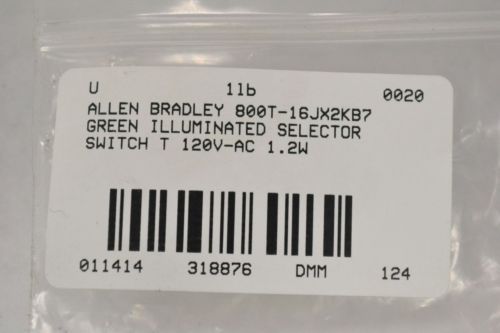 U 1lb 0020
ALLEN BRADLEY 800T-16JX2KB7
GREEN ILLUMINATED SELECTOR
SWITCH T 120V-AC 1.2W
011414 318876 DMM 124